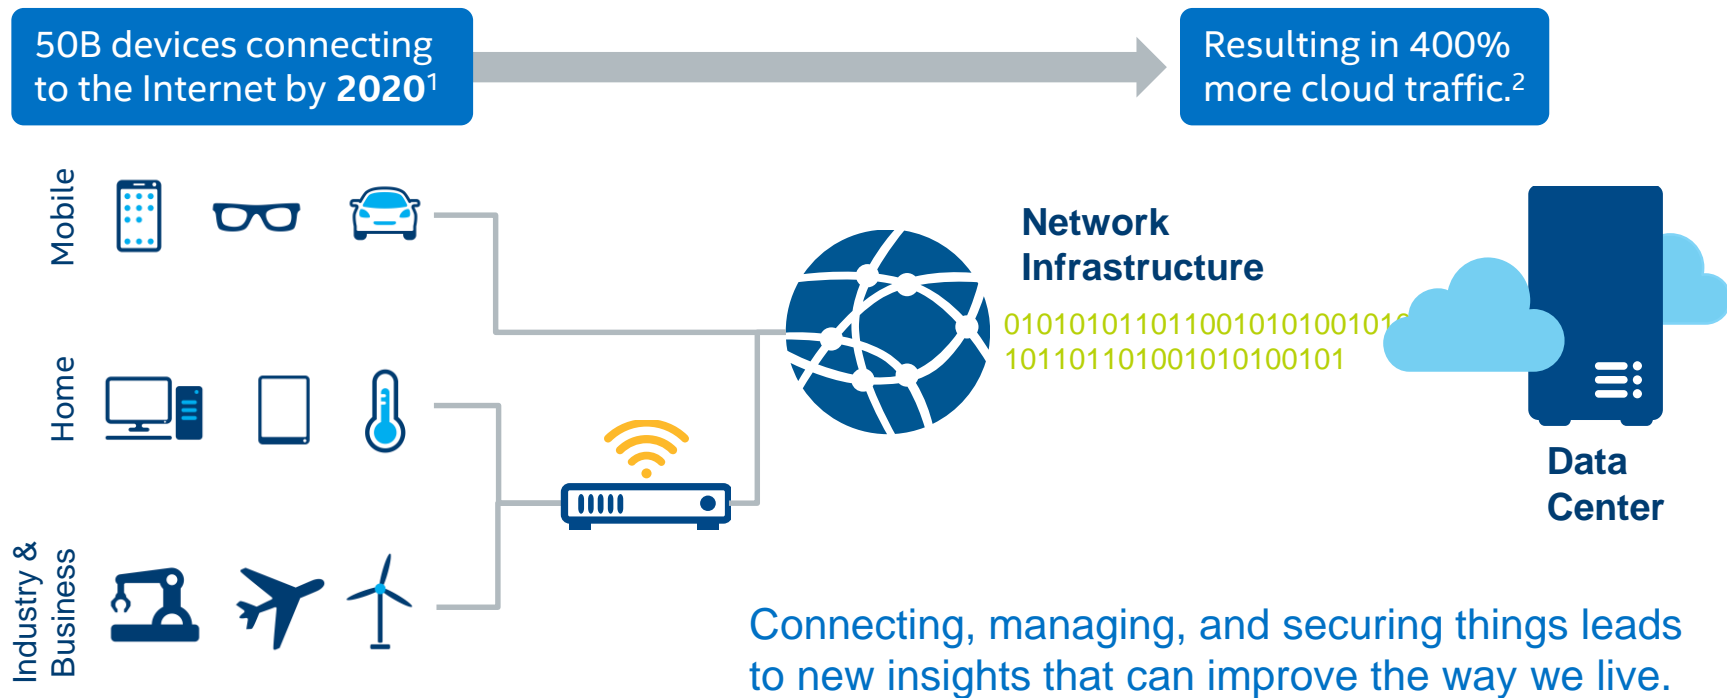 50B devices connecting
to the Internet by 2020¹
Resulting in 400%
more cloud traffic.²
Mobile
Network
Infrastructure
010101011011001010100101
101101101001010100101
Home
Data
Center
Industry &
Business
Connecting, managing, and securing things leads
to new insights that can improve the way we live.